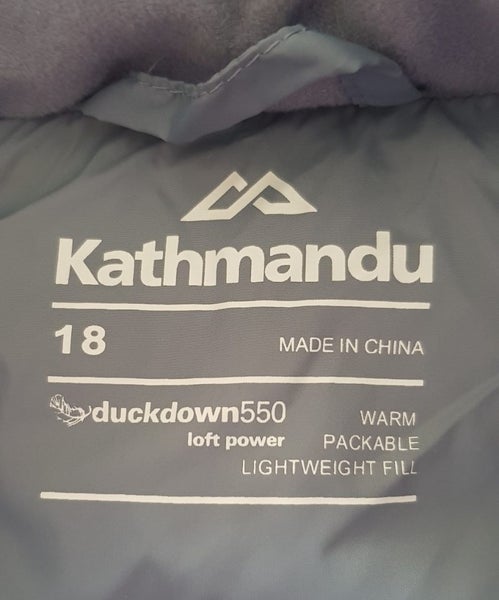 Kathmandu
18 MADE IN CHINA
duckdown550 WARM
loft power PACKABLE
LIGHTWEIGHT FILL